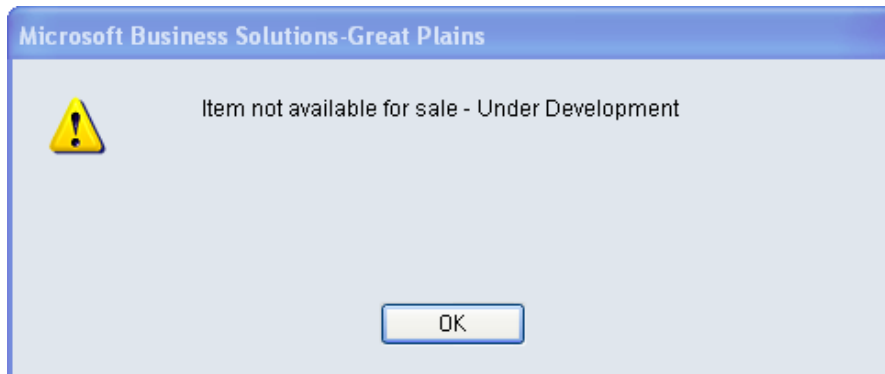 Microsoft Business Solutions-Great Plains
Item not available for sale - Under Development
OK